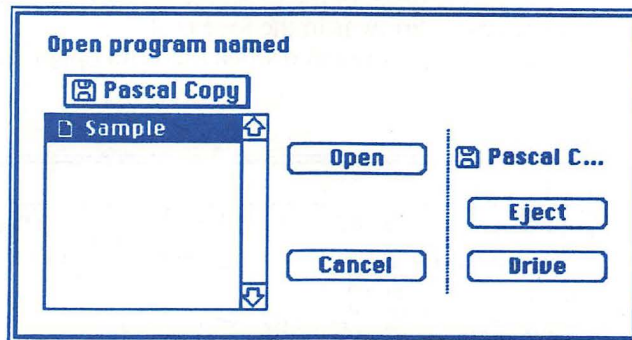 Open program named
Pascal Copy
Sample
Open
Pascal C...
Eject
Cancel
Drive